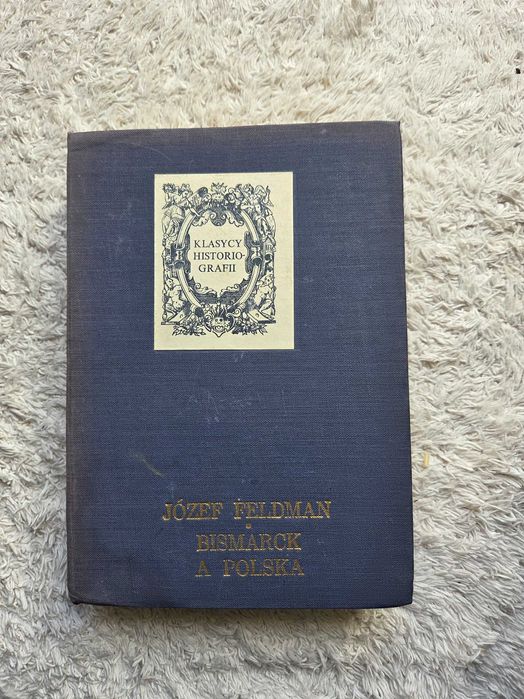 KLASYCY
HISTORIO-
GRAFII
JÓZEF FELDMAN
BISMARCK
A POLSKA